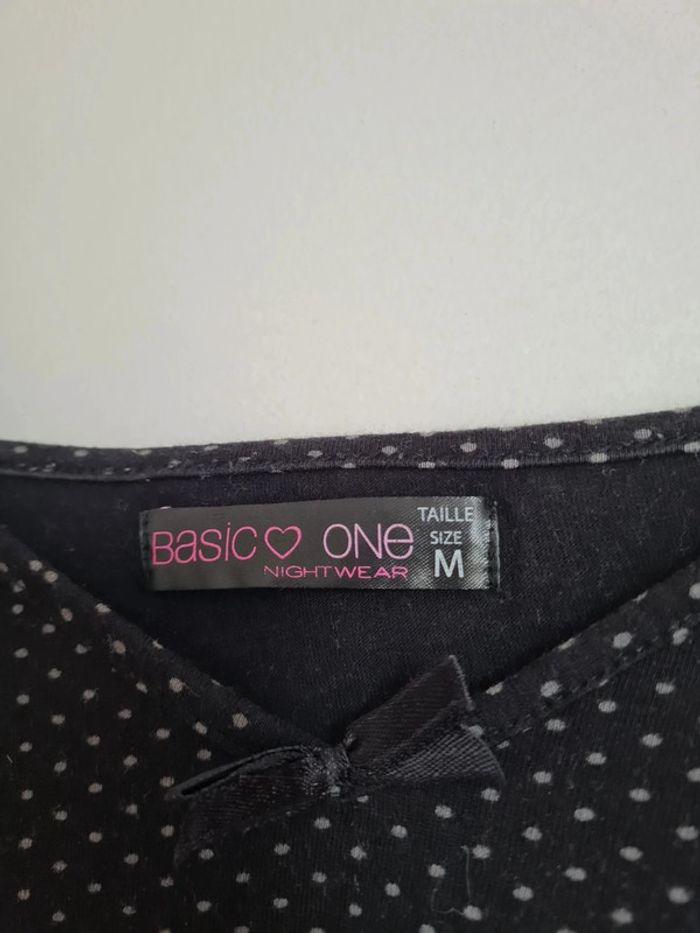 Basic ♡ ONe
NIGHTWEAR
TAILLE
SIZE
M